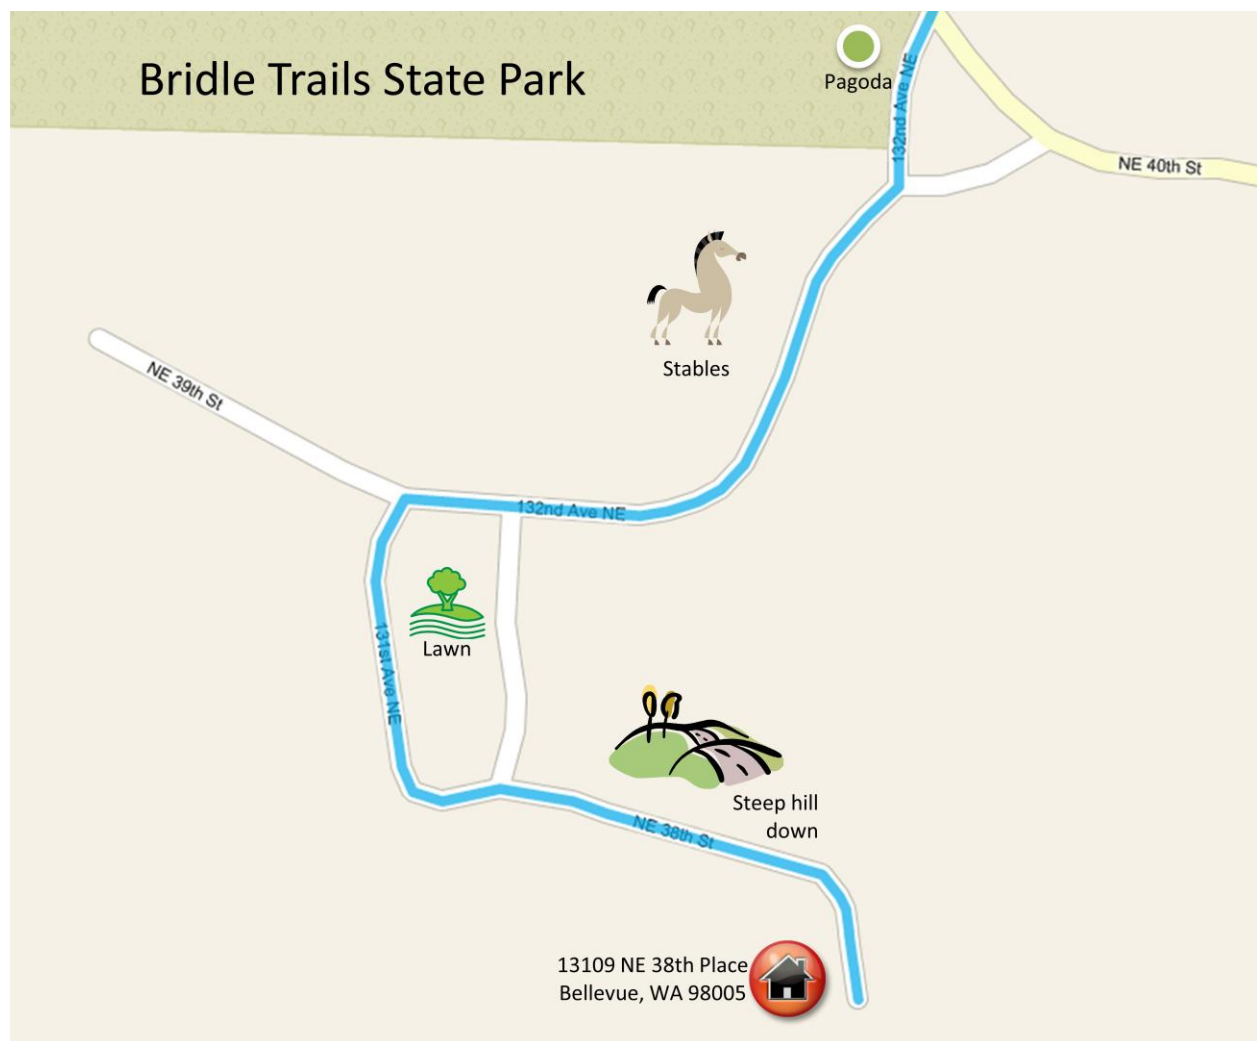 Bridle Trails State Park
Pagoda
132nd Ave NE
NE 40th St
Stables
NE 39th St
132nd Ave NE
Lawn
131st Ave NE
Steep hill
down
NE 38th St
13109 NE 38th Place
Bellevue, WA 98005